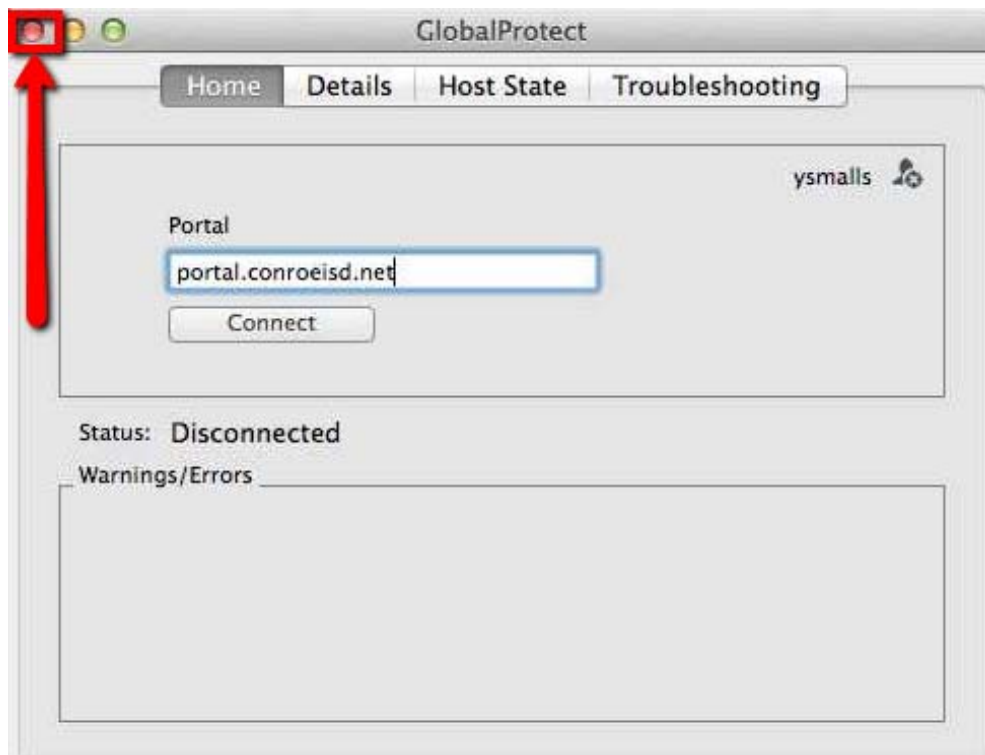 GlobalProtect
Home Details Host State Troubleshooting
ysmalls
Portal
portal.conroeisd.net
Connect
Status: Disconnected
Warnings/Errors